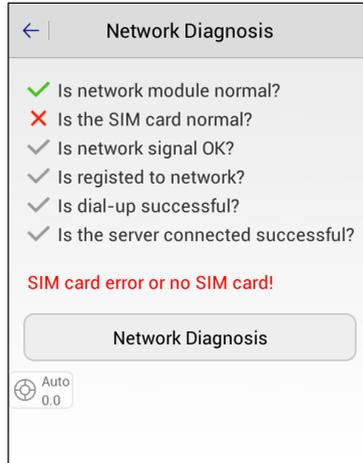 Network Diagnosis
Is network module normal?
Is the SIM card normal?
Is network signal OK?
Is registed to network?
Is dial-up successful?
Is the server connected successful?
SIM card error or no SIM card!
Network Diagnosis
Auto
0.0